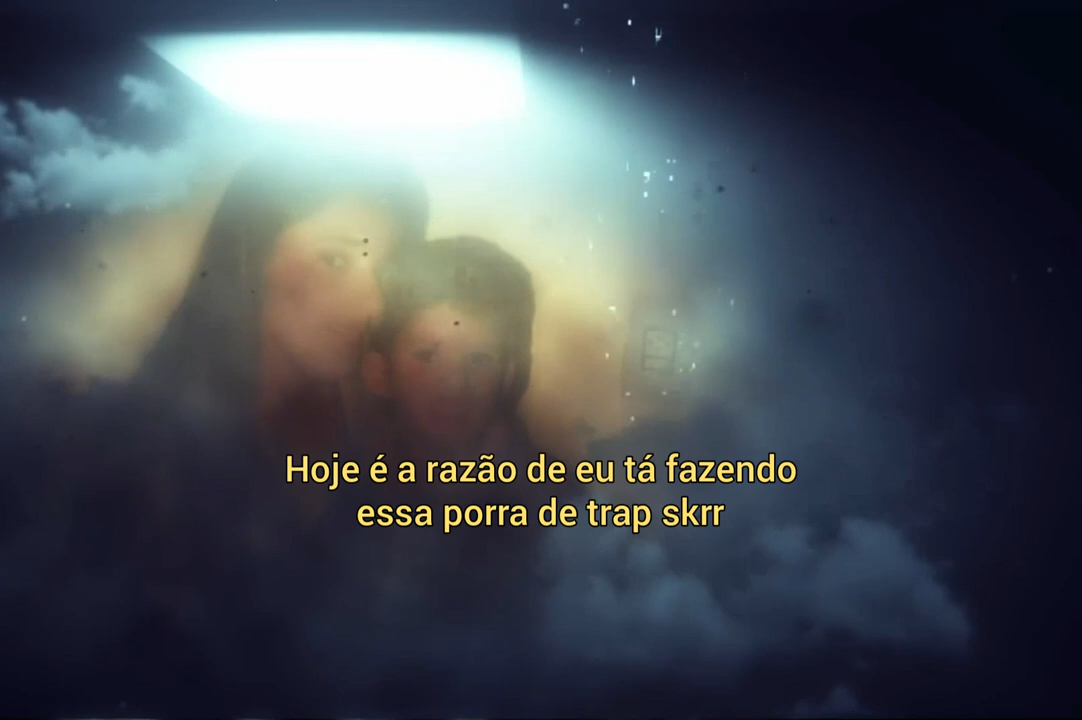 Hoje é a razão de eu tá fazendo
essa porra de trap skrr